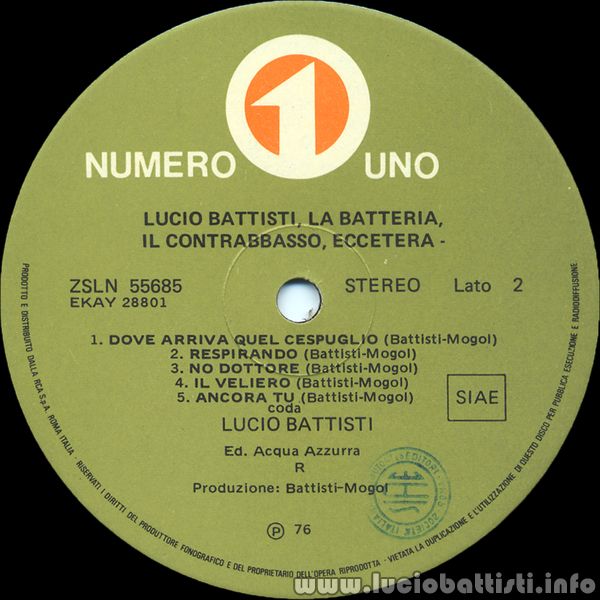 1
NUMERO UNO
LUCIO BATTISTI, LA BATTERIA,
IL CONTRABBASSO, ECCETERA -
ZSLN 55685 STEREO Lato 2
EKAY 28801
1. DOVE ARRIVA QUEL CESPUGLIO (Battisti-Mogol)
2. RESPIRANDO (Battisti-Mogol)
3. NO DOTTORE (Battisti-Mogol)
4. IL VELIERO (Battisti-Mogol)
5. ANCORA TU (Battisti-Mogol)
coda
SIAE
LUCIO BATTISTI
Ed. Acqua Azzurra
R
Produzione: Battisti-Mogol
Ⓟ 76
PRODOTTO E DISTRIBUITO DALLA RCA S.p.A. ROMA ITALIA - RISERVATI I DIRITTI DEL PRODUTTORE FONOGRAFICO E DEL PROPRIETARIO DELL'OPERA RIPRODOTTA - VIETATA LA DUPLICAZIONE E L'UTILIZZAZIONE DI QUESTO DISCO PER PUBBLICA ESECUZIONE E RADIODIFFUSIONE
www.luciobattisti.info